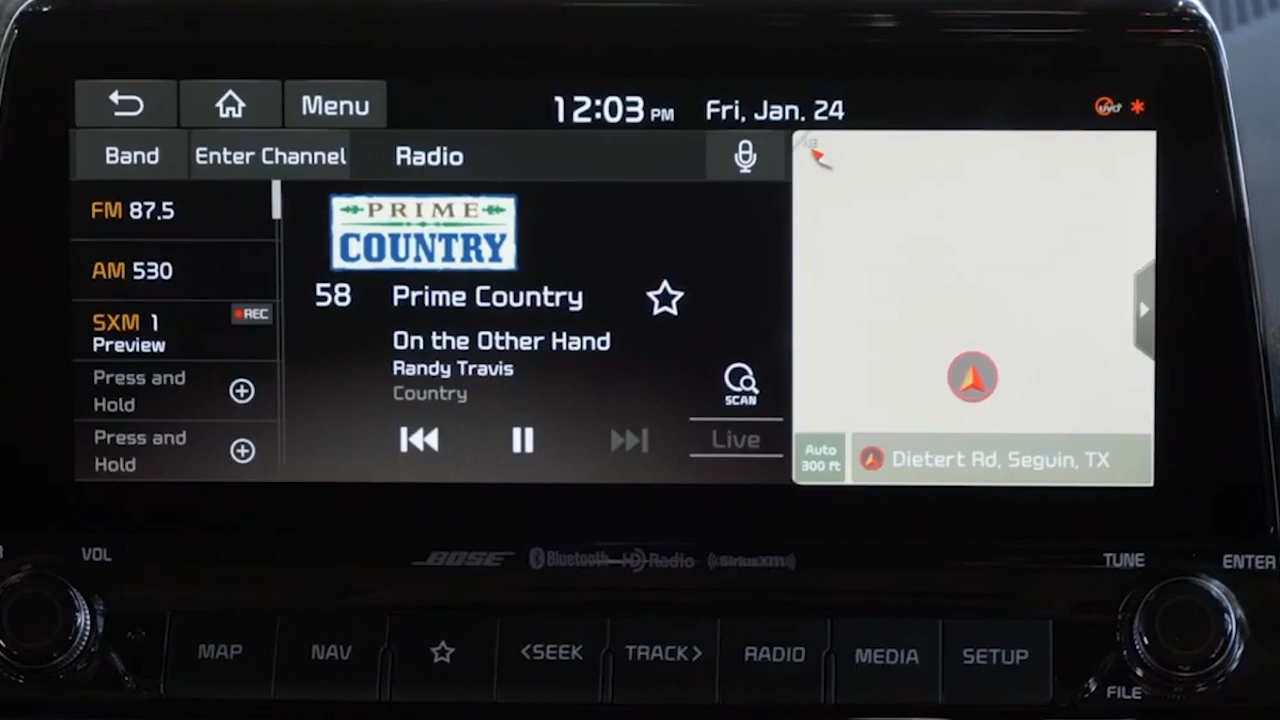 Menu
12:03 PM
Fri, Jan. 24
Band
Enter Channel
Radio
FM 87.5
AM 530
SXM 1
REC
Preview
Press and
Hold
Press and
Hold
PRIME
COUNTRY
58
Prime Country
On the Other Hand
Randy Travis
Country
SCAN
Live
Auto
300 ft
Dietert Rd, Seguin, TX
VOL
BOSE
Bluetooth
HD Radio
SiriusXM
TUNE
ENTER
MAP
NAV
<SEEK
TRACK>
RADIO
MEDIA
SETUP
FILE